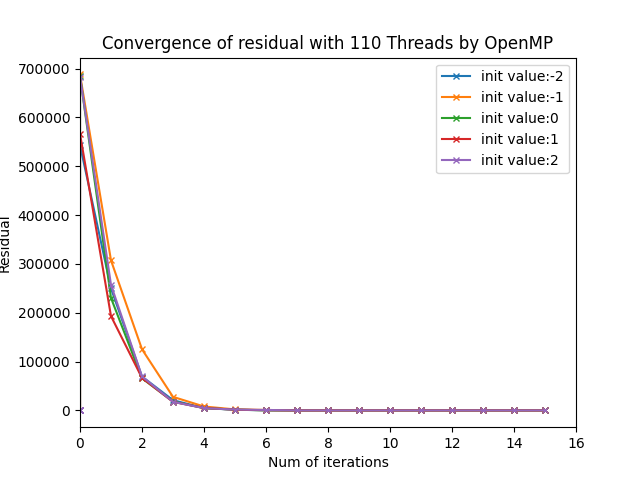 Convergence of residual with 110 Threads by OpenMP
700000
600000
500000
400000
300000
200000
100000
0
Residual
init value:-2
init value:-1
init value:0
init value:1
init value:2
0 2 4 6 8 10 12 14 16
Num of iterations